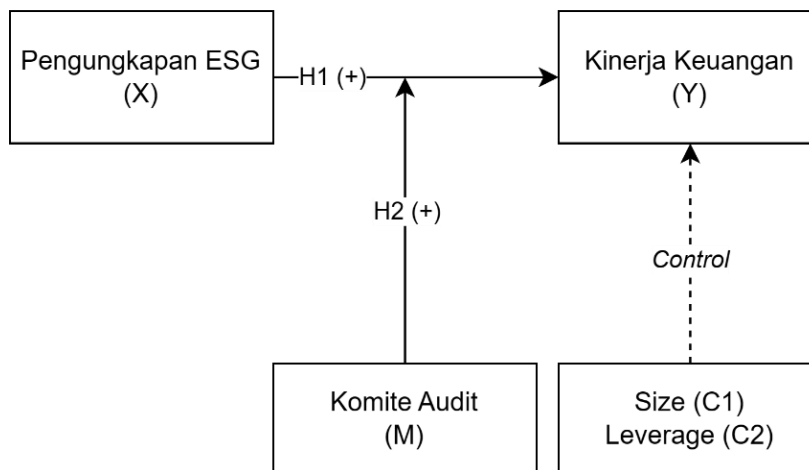 Pengungkapan ESG
(X)
H1 (+)
Kinerja Keuangan
(Y)
H2 (+)
Control
Komite Audit
(M)
Size (C1)
Leverage (C2)